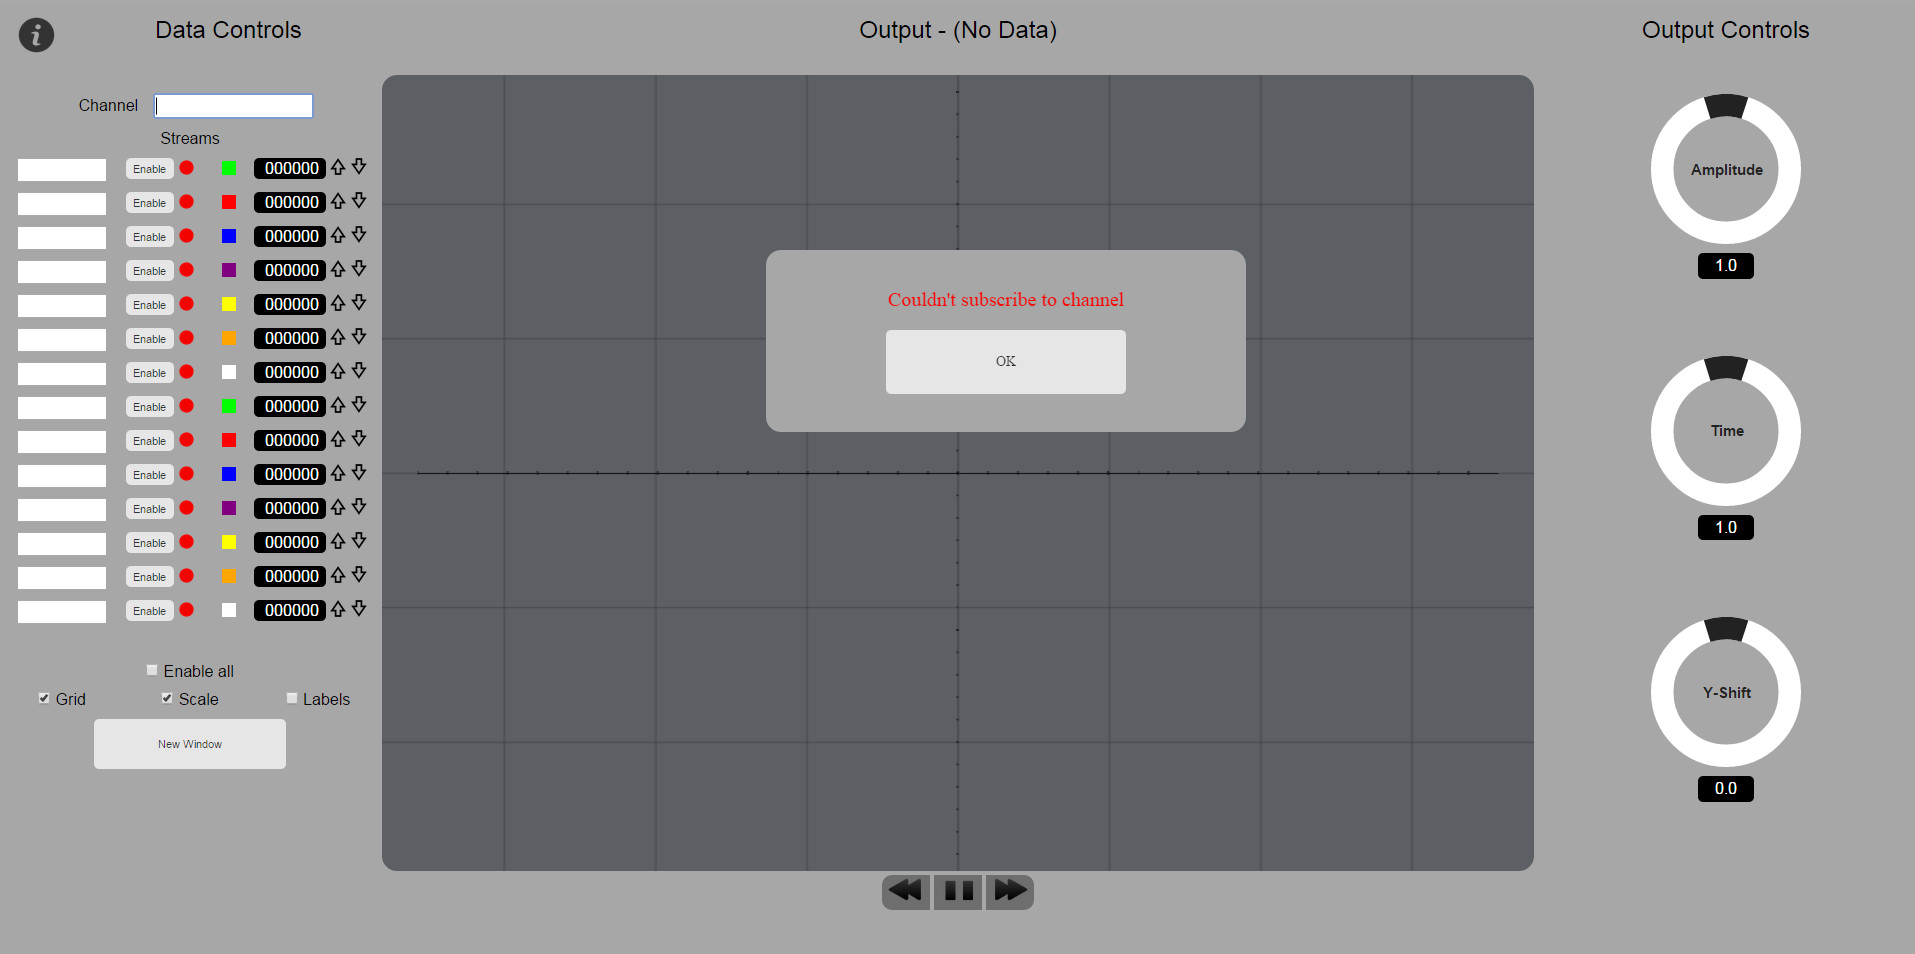 Data Controls
Output - (No Data)
Output Controls
Channel
Streams
Enable 000000
Enable 000000
Enable 000000
Enable 000000
Enable 000000
Enable 000000
Enable 000000
Enable 000000
Enable 000000
Enable 000000
Enable 000000
Enable 000000
Enable 000000
Enable 000000
Enable all
Grid Scale Labels
New Window
Couldn't subscribe to channel
OK
Amplitude
1.0
Time
1.0
Y-Shift
0.0